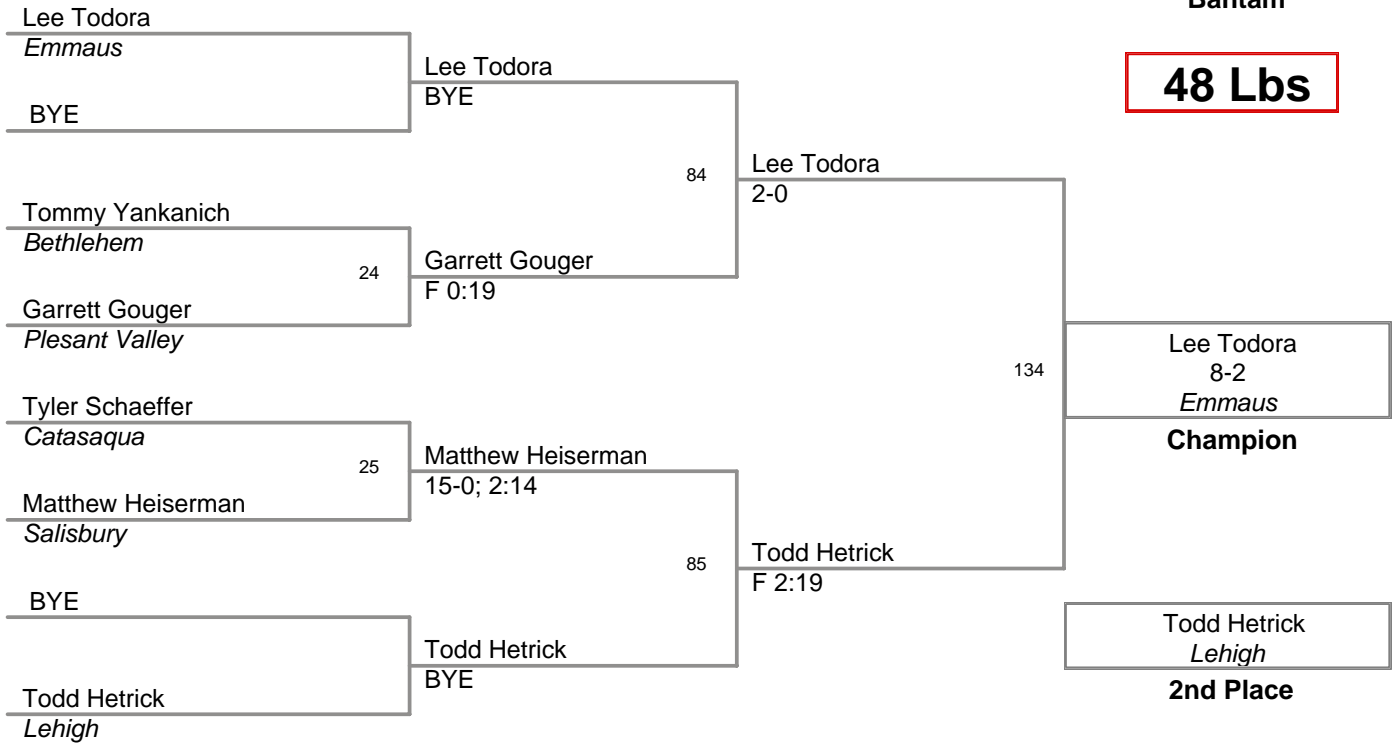 Bantam
48 Lbs
Lee Todora
Emmaus
BYE
Tommy Yankanich
Bethlehem
24
Garrett Gouger
Plesant Valley
Tyler Schaeffer
Catasaqua
25
Matthew Heiserman
Salisbury
BYE
Todd Hetrick
Lehigh
Lee Todora
BYE
84
Garrett Gouger
F 0:19
Matthew Heiserman
15-0; 2:14
85
Todd Hetrick
BYE
Lee Todora
2-0
134
Todd Hetrick
F 2:19
Lee Todora
8-2
Emmaus
Champion
Todd Hetrick
Lehigh
2nd Place